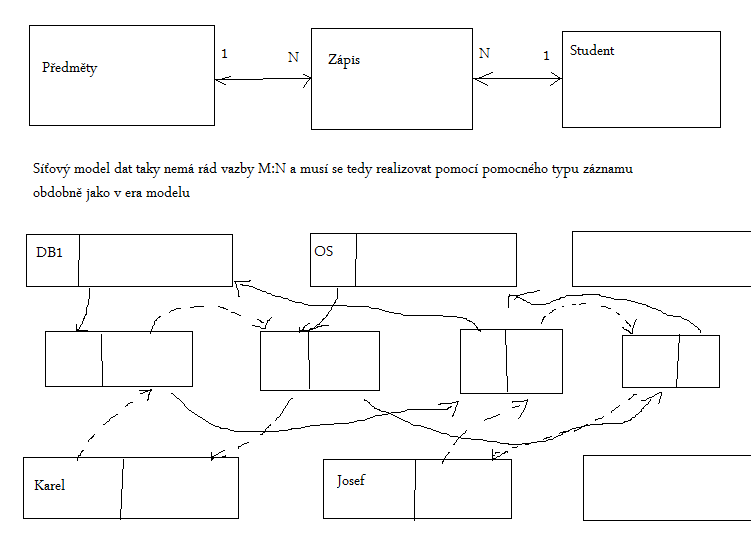 Předměty
1
N
Zápis
N
1
Student
Síťový model dat taky nemá rád vazby M:N a musí se tedy realizovat pomocí pomocného typu záznamu
obdobně jako v era modelu
DB1
OS
Karel
Josef